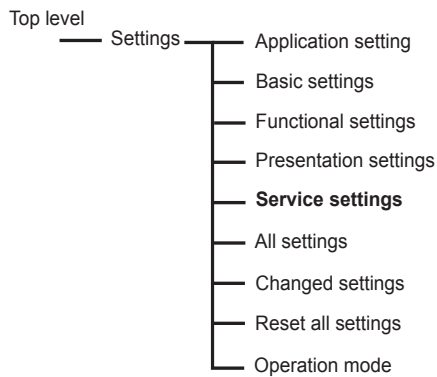 Top level
Settings
Application setting
Basic settings
Functional settings
Presentation settings
Service settings
All settings
Changed settings
Reset all settings
Operation mode